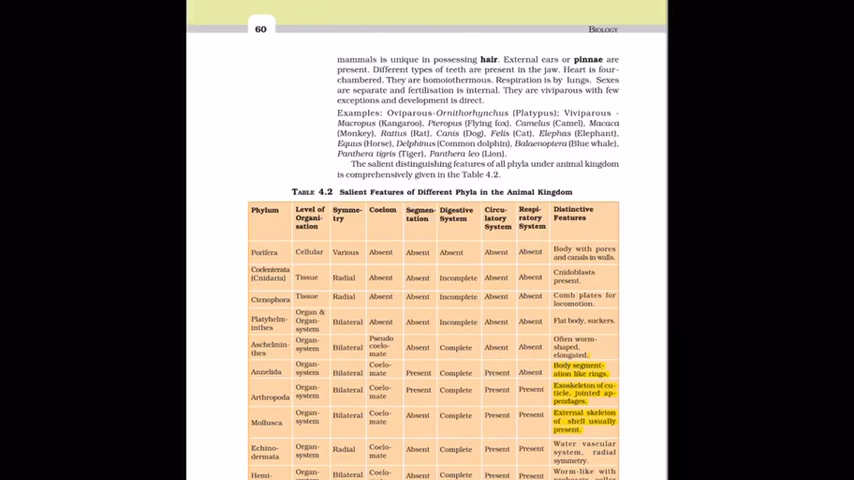 60
BIOLOGY
mammals is unique in possessing hair. External ears or pinnae are
present. Different types of teeth are present in the jaw. Heart is four-
chambered. They are homoiothermous. Respiration is by lungs. Sexes
are separate and fertilisation is internal. They are viviparous with few
exceptions and development is direct.
Examples: Oviparous-Ornithorhynchus (Platypus); Viviparous -
Macropus (Kangaroo), Pteropus (Flying fox), Camelus (Camel), Macaca
(Monkey), Rattus (Rat), Canis (Dog), Felis (Cat), Elephas (Elephant),
Equus (Horse), Delphinus (Common dolphin), Balaenoptera (Blue whale),
Panthera tigris (Tiger), Panthera leo (Lion).
The salient distinguishing features of all phyla under animal kingdom
is comprehensively given in the Table 4.2.
TABLE 4.2 Salient Features of Different Phyla in the Animal Kingdom
Phylum Level of Symme- Coelom Segmen- Digestive Circu- Respi- Distinctive
Organi- try tation System latory ratory Features
sation System System
Porifera Cellular Various Absent Absent Absent Absent Absent Body with pores
and canals in walls.
Coelenterata
(Cnidaria) Tissue Radial Absent Absent Incomplete Absent Absent Cnidoblasts
present.
Ctenophora Tissue Radial Absent Absent Incomplete Absent Absent Comb plates for
locomotion.
Platyhelm- Organ & Bilateral Absent Absent Incomplete Absent Absent Flat body, suckers.
inthes Organ-
system
Aschelmin- Organ- Bilateral Pseudo Absent Complete Absent Absent Often worm-
thes system coelo- shaped,
mate elongated.
Annelida Organ- Bilateral Coelo- Present Complete Present Absent Body segment-
system mate ation like rings.
Arthropoda Organ- Bilateral Coelo- Present Complete Present Present Exoskeleton of cu-
system mate ticle, jointed ap-
pendages.
Mollusca Organ- Bilateral Coelo- Absent Complete Present Present External skeleton
system mate of shell usually
present.
Echino- Organ- Radial Coelo- Absent Complete Present Present Water vascular
dermata system mate system, radial
symmetry.
Hemi- Organ- Bilateral Coelo- Absent Complete Present Present Worm-like with